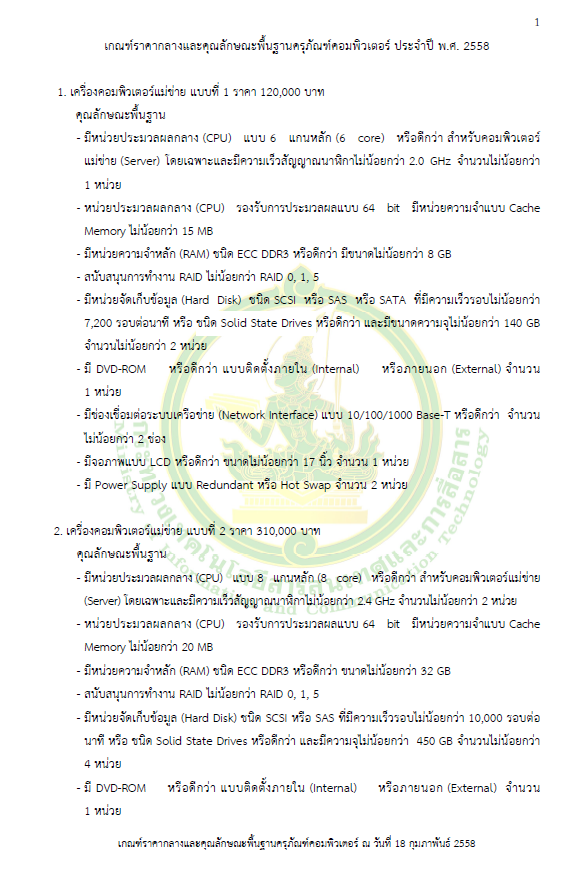 1
เกณฑ์ราคากลางและคุณลักษณะพื้นฐานครุภัณฑ์คอมพิวเตอร์ ประจำปี พ.ศ. 2558
1. เครื่องคอมพิวเตอร์แม่ข่าย แบบที่ 1 ราคา 120,000 บาท
คุณลักษณะพื้นฐาน
- มีหน่วยประมวลผลกลาง (CPU) แบบ 6 แกนหลัก (6 core) หรือดีกว่า สำหรับคอมพิวเตอร์
แม่ข่าย (Server) โดยเฉพาะและมีความเร็วสัญญาณนาฬิกาไม่น้อยกว่า 2.0 GHz จำนวนไม่น้อยกว่า
1 หน่วย
- หน่วยประมวลผลกลาง (CPU) รองรับการประมวลผลแบบ 64 bit มีหน่วยความจำแบบ Cache
Memory ไม่น้อยกว่า 15 MB
- มีหน่วยความจำหลัก (RAM) ชนิด ECC DDR3 หรือดีกว่า มีขนาดไม่น้อยกว่า 8 GB
- สนับสนุนการทำงาน RAID ไม่น้อยกว่า RAID 0, 1, 5
- มีหน่วยจัดเก็บข้อมูล (Hard Disk) ชนิด SCSI หรือ SAS หรือ SATA ที่มีความเร็วรอบไม่น้อยกว่า
7,200 รอบต่อนาที หรือ ชนิด Solid State Drives หรือดีกว่า และมีขนาดความจุไม่น้อยกว่า 140 GB
จำนวนไม่น้อยกว่า 2 หน่วย
- มี DVD-ROM หรือดีกว่า แบบติดตั้งภายใน (Internal) หรือภายนอก (External) จำนวน
1 หน่วย
- มีช่องเชื่อมต่อระบบเครือข่าย (Network Interface) แบบ 10/100/1000 Base-T หรือดีกว่า จำนวน
ไม่น้อยกว่า 2 ช่อง
- มีจอภาพแบบ LCD หรือดีกว่า ขนาดไม่น้อยกว่า 17 นิ้ว จำนวน 1 หน่วย
- มี Power Supply แบบ Redundant หรือ Hot Swap จำนวน 2 หน่วย
กระทรวงเทคโนโลยีสารสนเทศและการสื่อสาร
Ministry of Information and Communication Technology
2. เครื่องคอมพิวเตอร์แม่ข่าย แบบที่ 2 ราคา 310,000 บาท
คุณลักษณะพื้นฐาน
- มีหน่วยประมวลผลกลาง (CPU) แบบ 8 แกนหลัก (8 core) หรือดีกว่า สำหรับคอมพิวเตอร์แม่ข่าย
(Server) โดยเฉพาะและมีความเร็วสัญญาณนาฬิกาไม่น้อยกว่า 2.4 GHz จำนวนไม่น้อยกว่า 2 หน่วย
- หน่วยประมวลผลกลาง (CPU) รองรับการประมวลผลแบบ 64 bit มีหน่วยความจำแบบ Cache
Memory ไม่น้อยกว่า 20 MB
- มีหน่วยความจำหลัก (RAM) ชนิด ECC DDR3 หรือดีกว่า ขนาดไม่น้อยกว่า 32 GB
- สนับสนุนการทำงาน RAID ไม่น้อยกว่า RAID 0, 1, 5
- มีหน่วยจัดเก็บข้อมูล (Hard Disk) ชนิด SCSI หรือ SAS ที่มีความเร็วรอบไม่น้อยกว่า 10,000 รอบต่อ
นาที หรือ ชนิด Solid State Drives หรือดีกว่า และมีความจุไม่น้อยกว่า 450 GB จำนวนไม่น้อยกว่า
4 หน่วย
- มี DVD-ROM หรือดีกว่า แบบติดตั้งภายใน (Internal) หรือภายนอก (External) จำนวน
1 หน่วย
เกณฑ์ราคากลางและคุณลักษณะพื้นฐานครุภัณฑ์คอมพิวเตอร์ ณ วันที่ 18 กุมภาพันธ์ 2558